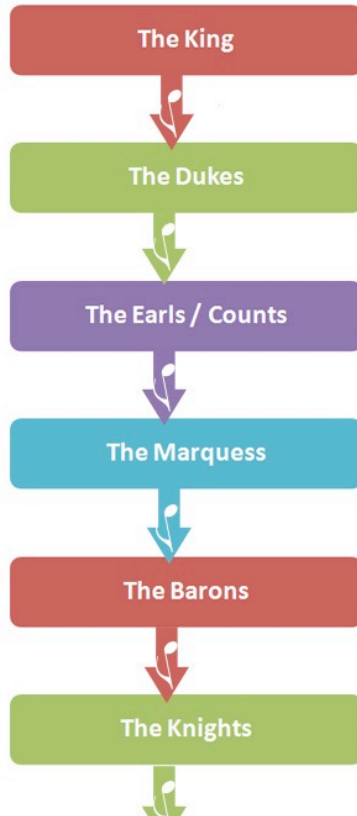 The King
The Dukes
The Earls / Counts
The Marquess
The Barons
The Knights